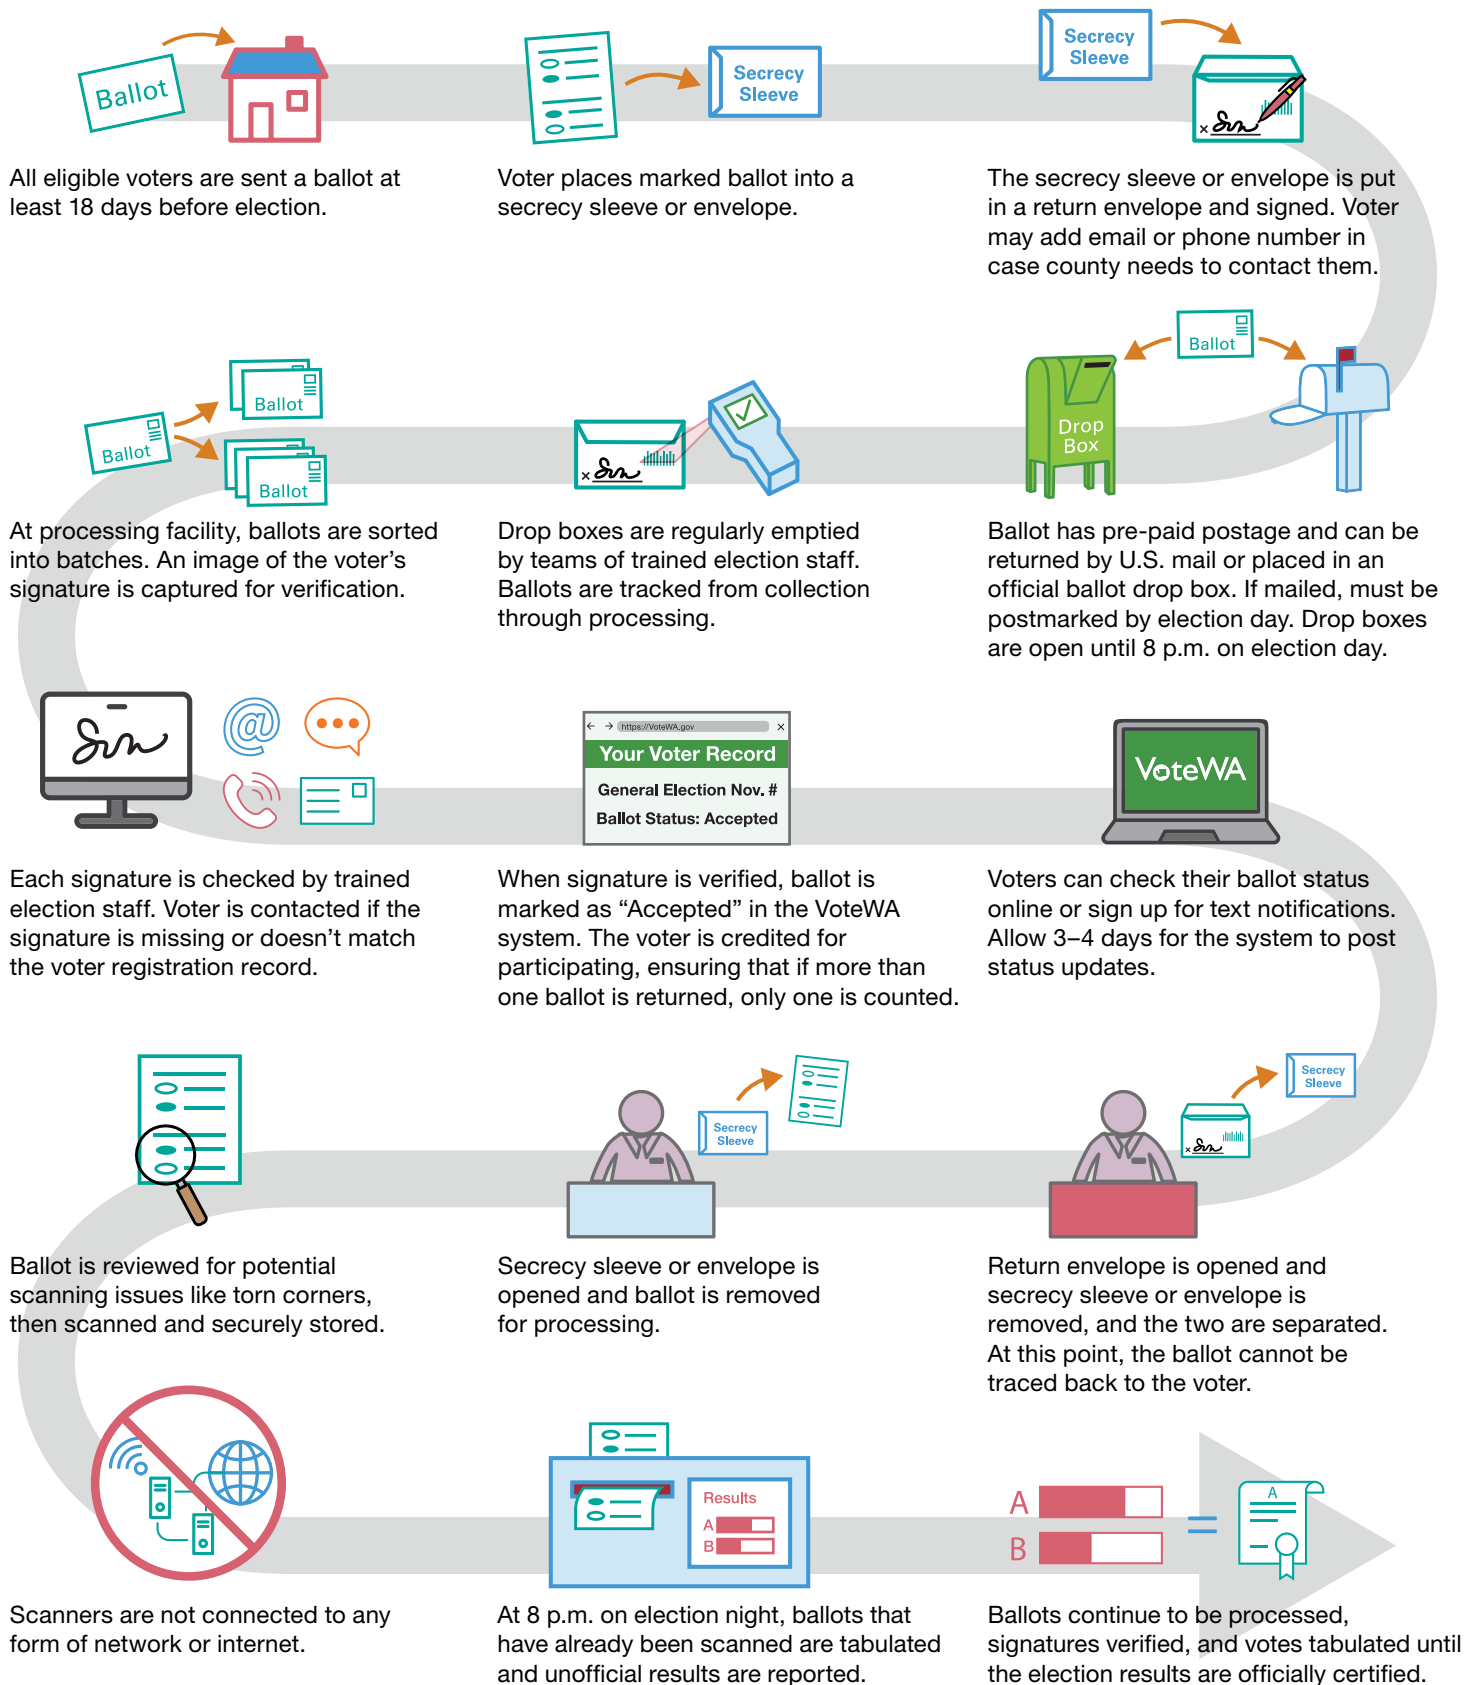 Ballot
All eligible voters are sent a ballot at
least 18 days before election.
Secrecy
Sleeve
Voter places marked ballot into a
secrecy sleeve or envelope.
Secrecy
Sleeve
x
The secrecy sleeve or envelope is put
in a return envelope and signed. Voter
may add email or phone number in
case county needs to contact them.
Ballot
Drop
Box
Ballot has pre-paid postage and can be
returned by U.S. mail or placed in an
official ballot drop box. If mailed, must be
postmarked by election day. Drop boxes
are open until 8 p.m. on election day.
x
Drop boxes are regularly emptied
by teams of trained election staff.
Ballots are tracked from collection
through processing.
Ballot
Ballot
Ballot
At processing facility, ballots are sorted
into batches. An image of the voter’s
signature is captured for verification.
@
Each signature is checked by trained
election staff. Voter is contacted if the
signature is missing or doesn’t match
the voter registration record.
← → https://VoteWA.gov ×
Your Voter Record
General Election Nov. #
Ballot Status: Accepted
When signature is verified, ballot is
marked as “Accepted” in the VoteWA
system. The voter is credited for
participating, ensuring that if more than
one ballot is returned, only one is counted.
VoteWA
Voters can check their ballot status
online or sign up for text notifications.
Allow 3–4 days for the system to post
status updates.
Secrecy
Sleeve
x
Return envelope is opened and
secrecy sleeve or envelope is
removed, and the two are separated.
At this point, the ballot cannot be
traced back to the voter.
Secrecy
Sleeve
Secrecy sleeve or envelope is
opened and ballot is removed
for processing.
Ballot is reviewed for potential
scanning issues like torn corners,
then scanned and securely stored.
Scanners are not connected to any
form of network or internet.
Results
A
B
At 8 p.m. on election night, ballots that
have already been scanned are tabulated
and unofficial results are reported.
A
B
=
A
Ballots continue to be processed,
signatures verified, and votes tabulated until
the election results are officially certified.